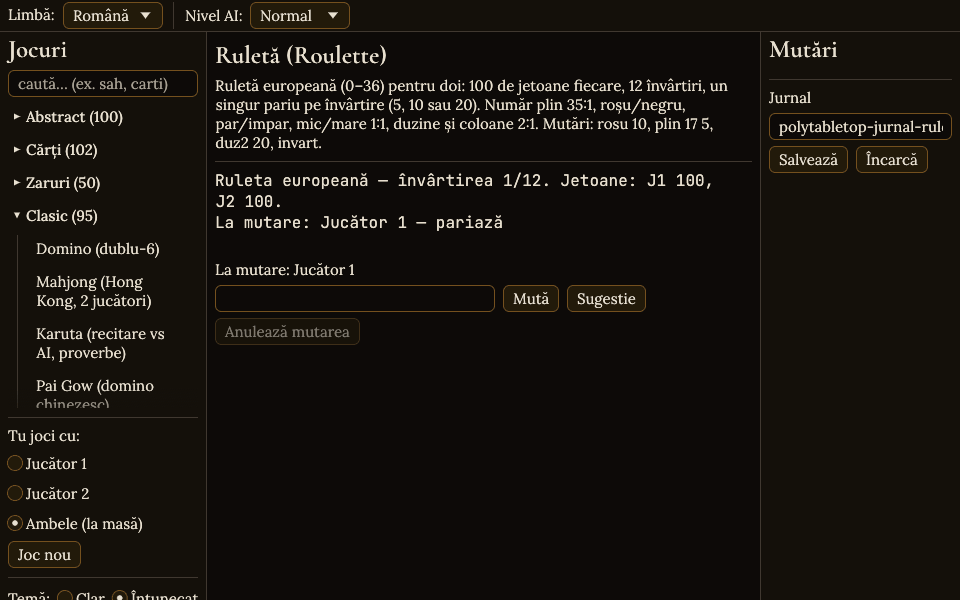 Limbă: Română Nivel AI: Normal
Jocuri
caută... (ex. sah, carti)
Abstract (100)
Cărți (102)
Zaruri (50)
Clasic (95)
Domino (dublu-6)
Mahjong (Hong
Kong, 2 jucători)
Karuta (recitare vs
AI, proverbe)
Pai Gow (domino
chinezesc)
Tu joci cu:
Jucător 1
Jucător 2
Ambele (la masă)
Joc nou
Temă: Clar Întunecat
Ruletă (Roulette)
Ruletă europeană (0–36) pentru doi: 100 de jetoane fiecare, 12 învârtiri, un
singur pariu pe învârtire (5, 10 sau 20). Număr plin 35:1, roșu/negru,
par/impar, mic/mare 1:1, duzine și coloane 2:1. Mutări: rosu 10, plin 17 5,
duz2 20, invart.
Ruleta europeană — învârtirea 1/12. Jetoane: J1 100,
J2 100.
La mutare: Jucător 1 — pariază
La mutare: Jucător 1
Mută Sugestie
Anulează mutarea
Mutări
Jurnal
polytabletop-jurnal-rul
Salvează Încarcă